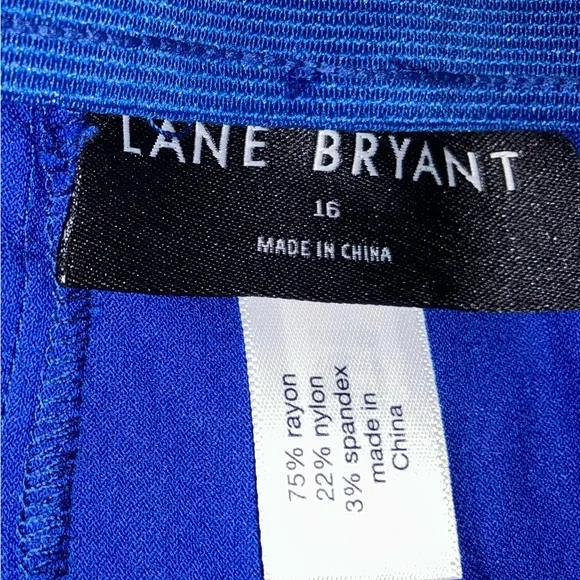 LANE BRYANT
16
MADE IN CHINA
75% rayon
22% nylon
3% spandex
made in
China